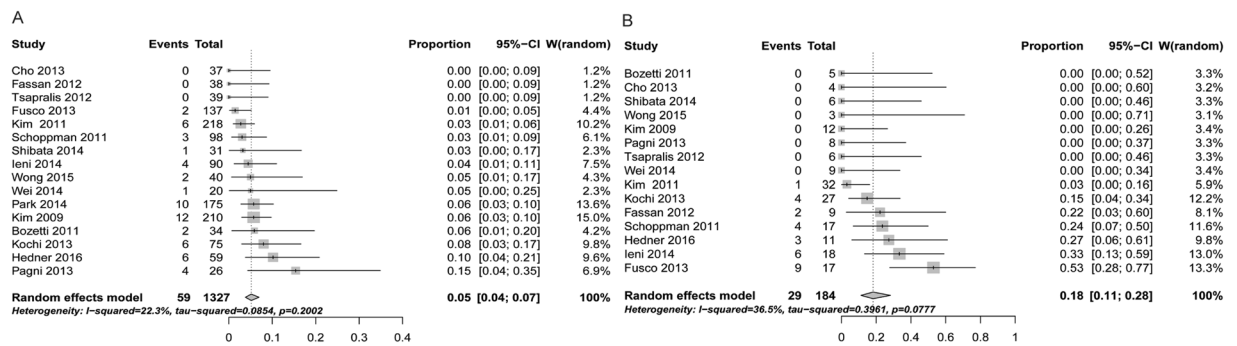 A
Study Events Total Proportion 95%−CI W(random)
Cho 2013 0 37 0.00 [0.00; 0.09] 1.2%
Fassan 2012 0 38 0.00 [0.00; 0.09] 1.2%
Tsapralis 2012 0 39 0.00 [0.00; 0.09] 1.2%
Fusco 2013 2 137 0.01 [0.00; 0.05] 4.4%
Kim 2011 6 218 0.03 [0.01; 0.06] 10.2%
Schoppman 2011 3 98 0.03 [0.01; 0.09] 6.1%
Shibata 2014 1 31 0.03 [0.00; 0.17] 2.3%
Ieni 2014 4 90 0.04 [0.01; 0.11] 7.5%
Wong 2015 2 40 0.05 [0.01; 0.17] 4.3%
Wei 2014 1 20 0.05 [0.00; 0.25] 2.3%
Park 2014 10 175 0.06 [0.03; 0.10] 13.6%
Kim 2009 12 210 0.06 [0.03; 0.10] 15.0%
Bozetti 2011 2 34 0.06 [0.01; 0.20] 4.2%
Kochi 2013 6 75 0.08 [0.03; 0.17] 9.8%
Hedner 2016 6 59 0.10 [0.04; 0.21] 9.6%
Pagni 2013 4 26 0.15 [0.04; 0.35] 6.9%
Random effects model 59 1327 0.05 [0.04; 0.07] 100%
Heterogeneity: I−squared=22.3%, tau−squared=0.0854, p=0.2002
0 0.1 0.2 0.3 0.4
B
Study Events Total Proportion 95%−CI W(random)
Bozetti 2011 0 5 0.00 [0.00; 0.52] 3.3%
Cho 2013 0 4 0.00 [0.00; 0.60] 3.2%
Shibata 2014 0 6 0.00 [0.00; 0.46] 3.3%
Wong 2015 0 3 0.00 [0.00; 0.71] 3.1%
Kim 2009 0 12 0.00 [0.00; 0.26] 3.4%
Pagni 2013 0 8 0.00 [0.00; 0.37] 3.4%
Tsapralis 2012 0 6 0.00 [0.00; 0.46] 3.3%
Wei 2014 0 9 0.00 [0.00; 0.34] 3.4%
Kim 2011 1 32 0.03 [0.00; 0.16] 5.9%
Kochi 2013 4 27 0.15 [0.04; 0.34] 12.2%
Fassan 2012 2 9 0.22 [0.03; 0.60] 8.1%
Schoppman 2011 4 17 0.24 [0.07; 0.50] 11.6%
Hedner 2016 3 11 0.27 [0.06; 0.61] 9.8%
Ieni 2014 6 18 0.33 [0.13; 0.59] 13.0%
Fusco 2013 9 17 0.53 [0.28; 0.77] 13.3%
Random effects model 29 184 0.18 [0.11; 0.28] 100%
Heterogeneity: I−squared=36.5%, tau−squared=0.3961, p=0.0777
0 0.2 0.4 0.6 0.8 1